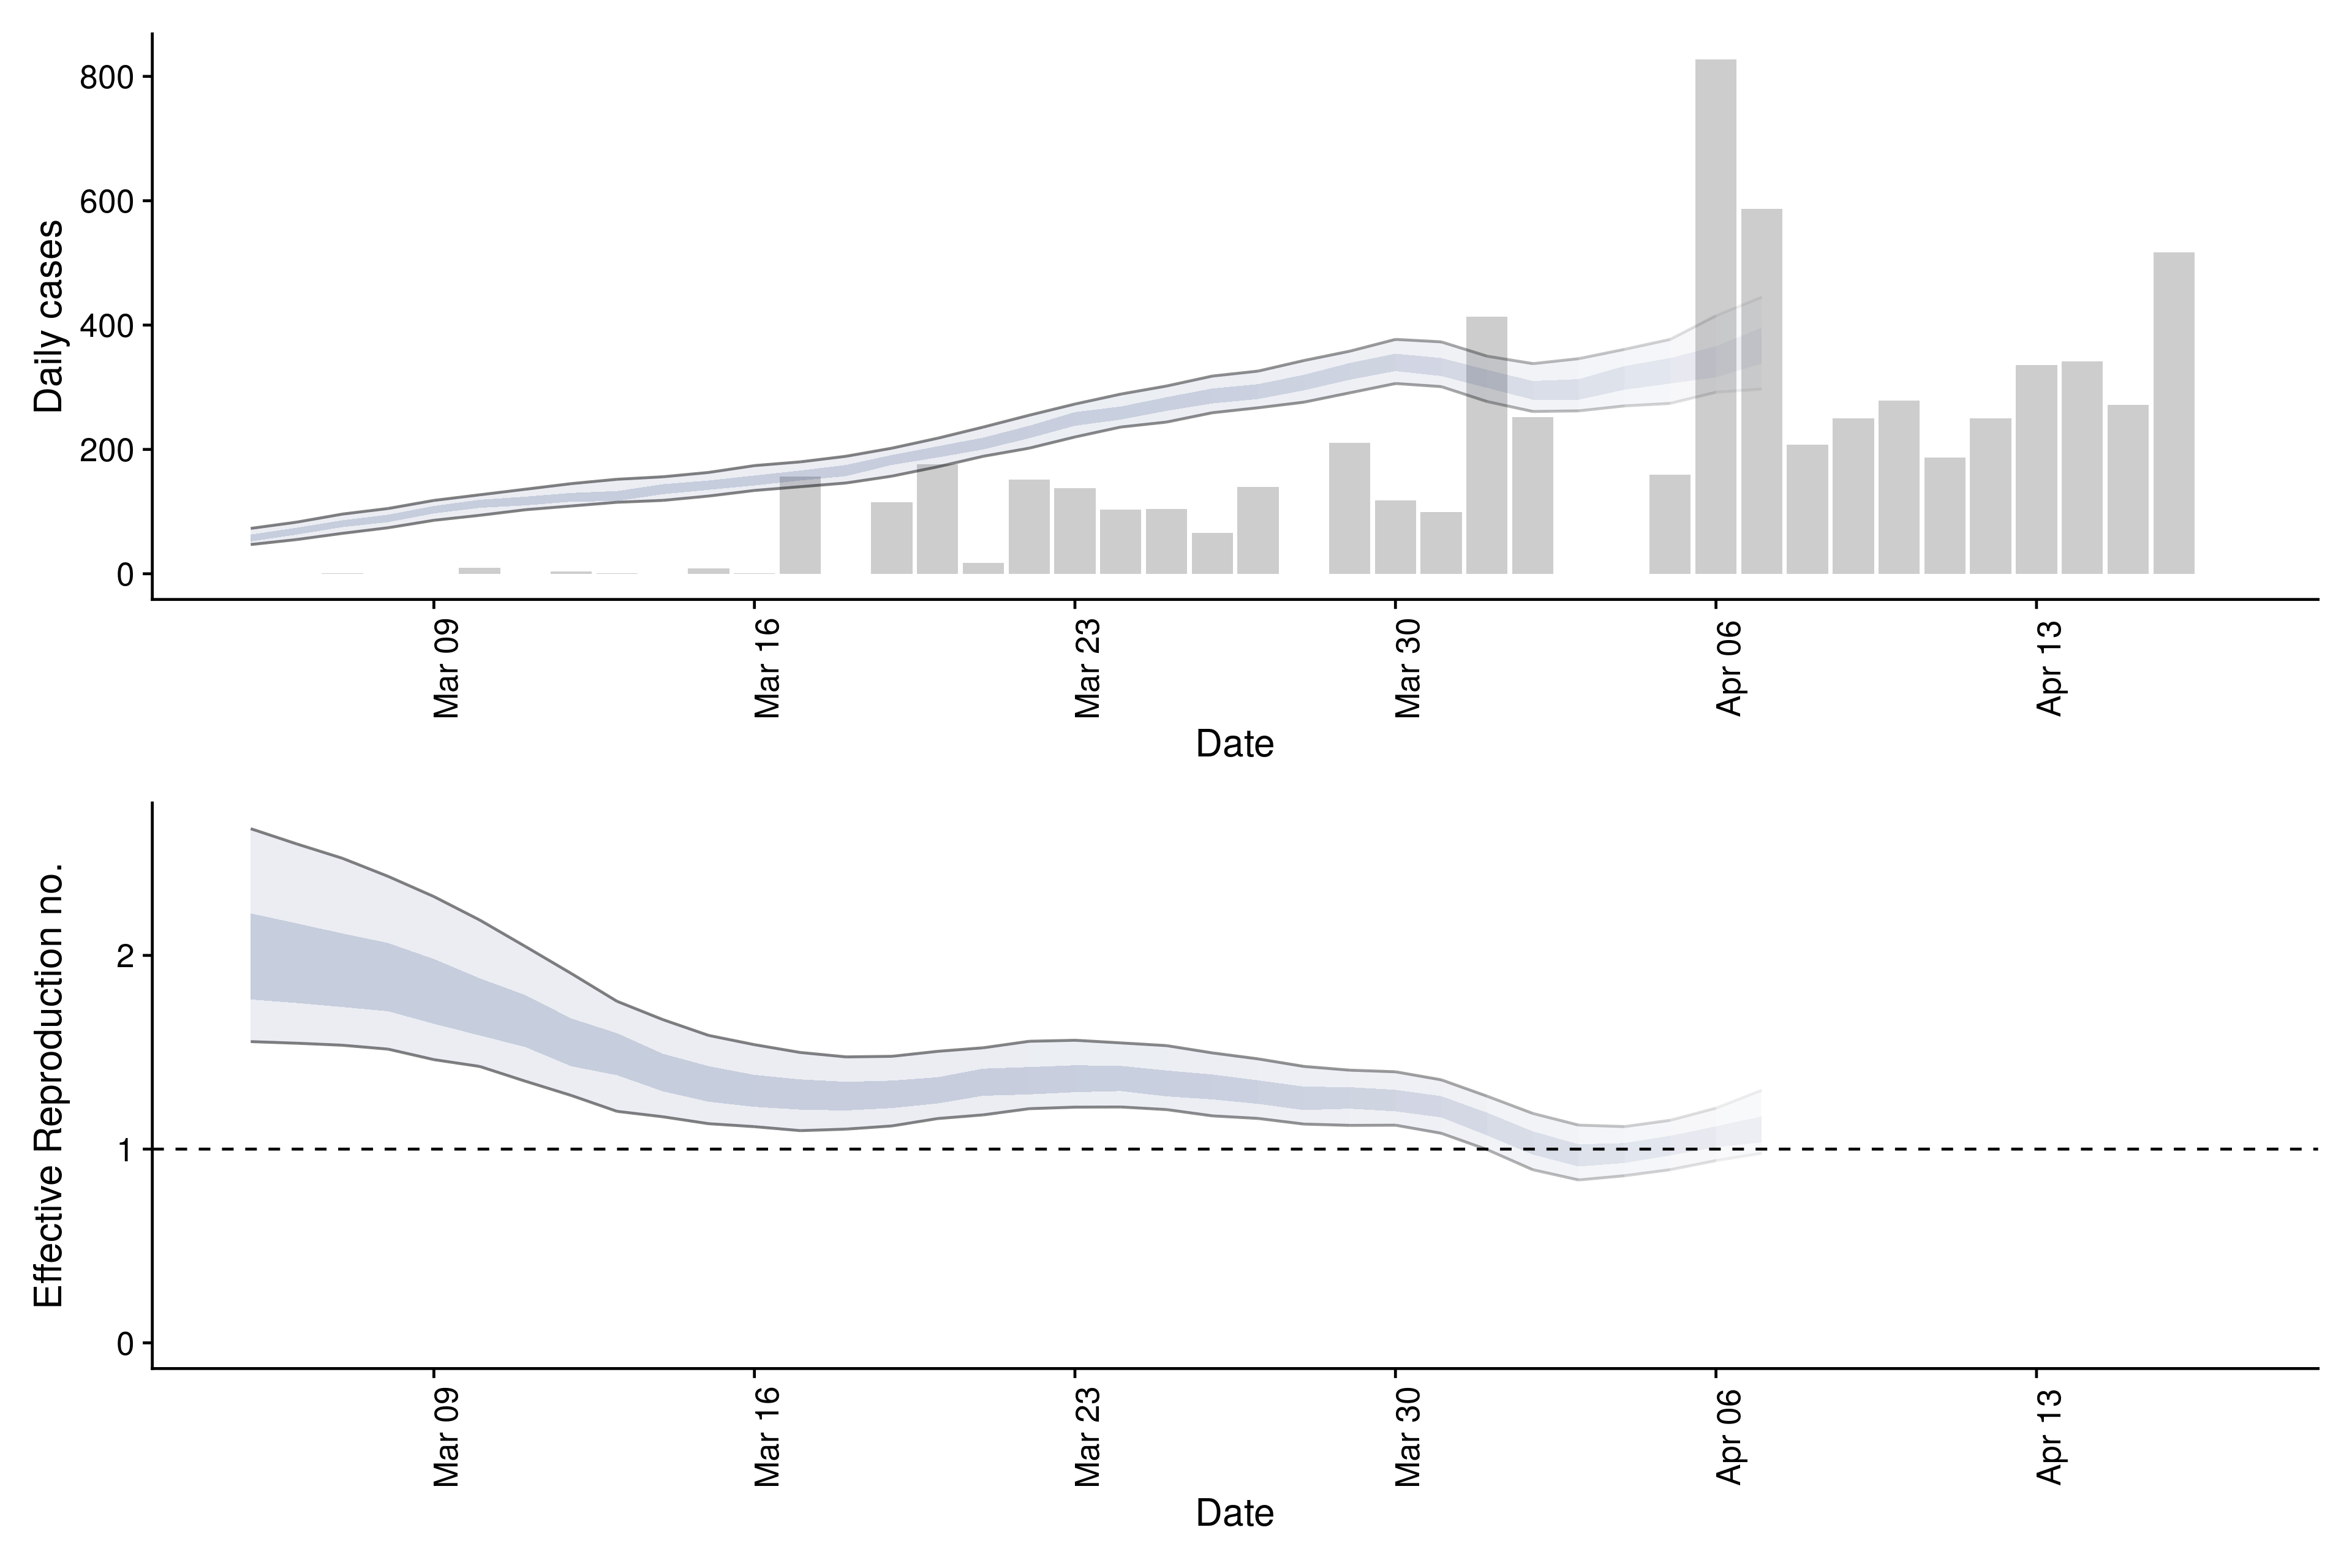 Daily cases
800
600
400
200
0
Mar 09
Mar 16
Mar 23
Mar 30
Apr 06
Apr 13
Date
Effective Reproduction no.
2
1
0
Mar 09
Mar 16
Mar 23
Mar 30
Apr 06
Apr 13
Date